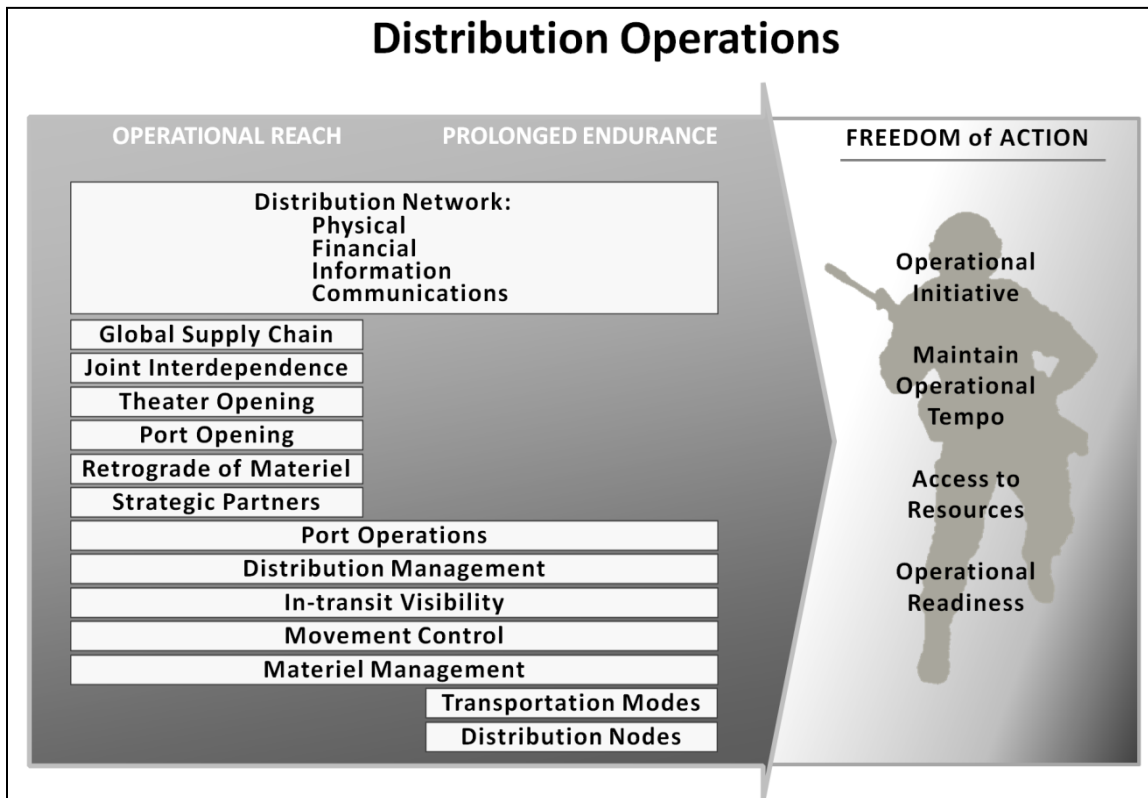 Distribution Operations
OPERATIONAL REACH
PROLONGED ENDURANCE
Distribution Network:
Physical
Financial
Information
Communications
Global Supply Chain
Joint Interdependence
Theater Opening
Port Opening
Retrograde of Materiel
Strategic Partners
Port Operations
Distribution Management
In-transit Visibility
Movement Control
Materiel Management
Transportation Modes
Distribution Nodes
FREEDOM of ACTION
Operational
Initiative
Maintain
Operational
Tempo
Access to
Resources
Operational
Readiness